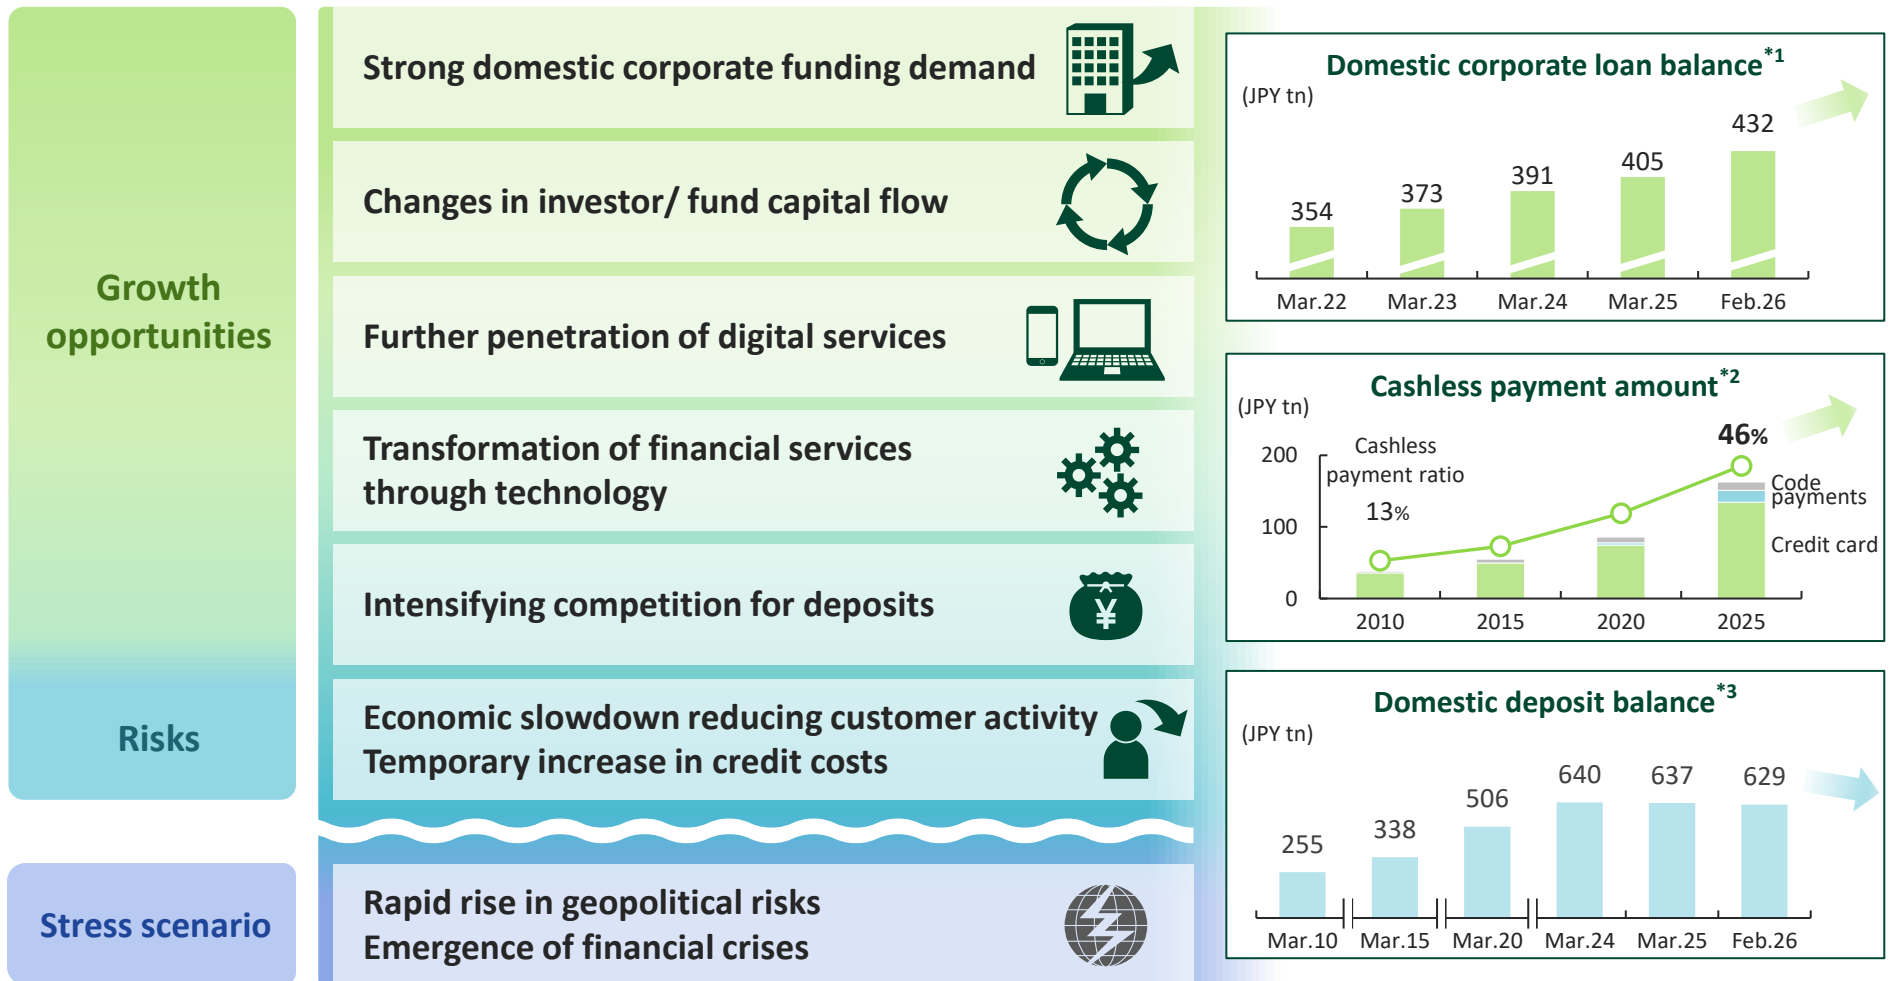 Growth
opportunities
Risks
Stress scenario
Strong domestic corporate funding demand
Changes in investor/ fund capital flow
Further penetration of digital services
Transformation of financial services
through technology
Intensifying competition for deposits
¥
Economic slowdown reducing customer activity
Temporary increase in credit costs
Rapid rise in geopolitical risks
Emergence of financial crises
Domestic corporate loan balance*1
(JPY tn)
354 373 391 405 432
Mar.22 Mar.23 Mar.24 Mar.25 Feb.26
Cashless payment amount*2
(JPY tn)
200
100
0
Cashless
payment ratio
13%
46%
Code
payments
Credit card
2010 2015 2020 2025
Domestic deposit balance*3
(JPY tn)
255 338 506 640 637 629
Mar.10 Mar.15 Mar.20 Mar.24 Mar.25 Feb.26